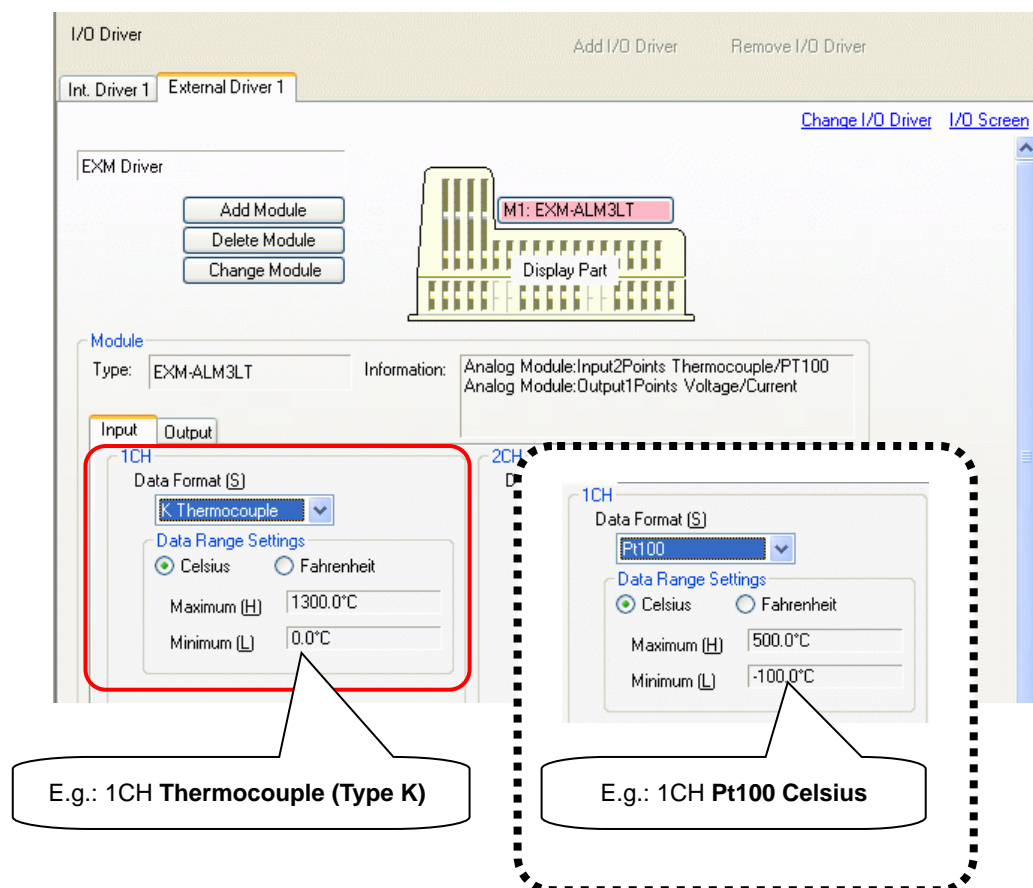 I/O Driver
Add I/O Driver Remove I/O Driver
Int. Driver 1 External Driver 1
Change I/O Driver I/O Screen
EXM Driver
Add Module
Delete Module
Change Module
M1: EXM-ALM3LT
Display Part
Module
Type: EXM-ALM3LT Information: Analog Module:Input2Points Thermocouple/PT100
Analog Module:Output1Points Voltage/Current
Input Output
1CH
Data Format (S)
K Thermocouple
Data Range Settings
Celsius Fahrenheit
Maximum (H) 1300.0°C
Minimum (L) 0.0°C
2CH
D
1CH
Data Format (S)
Pt100
Data Range Settings
Celsius Fahrenheit
Maximum (H) 500.0°C
Minimum (L) -100.0°C
E.g.: 1CH Thermocouple (Type K)
E.g.: 1CH Pt100 Celsius